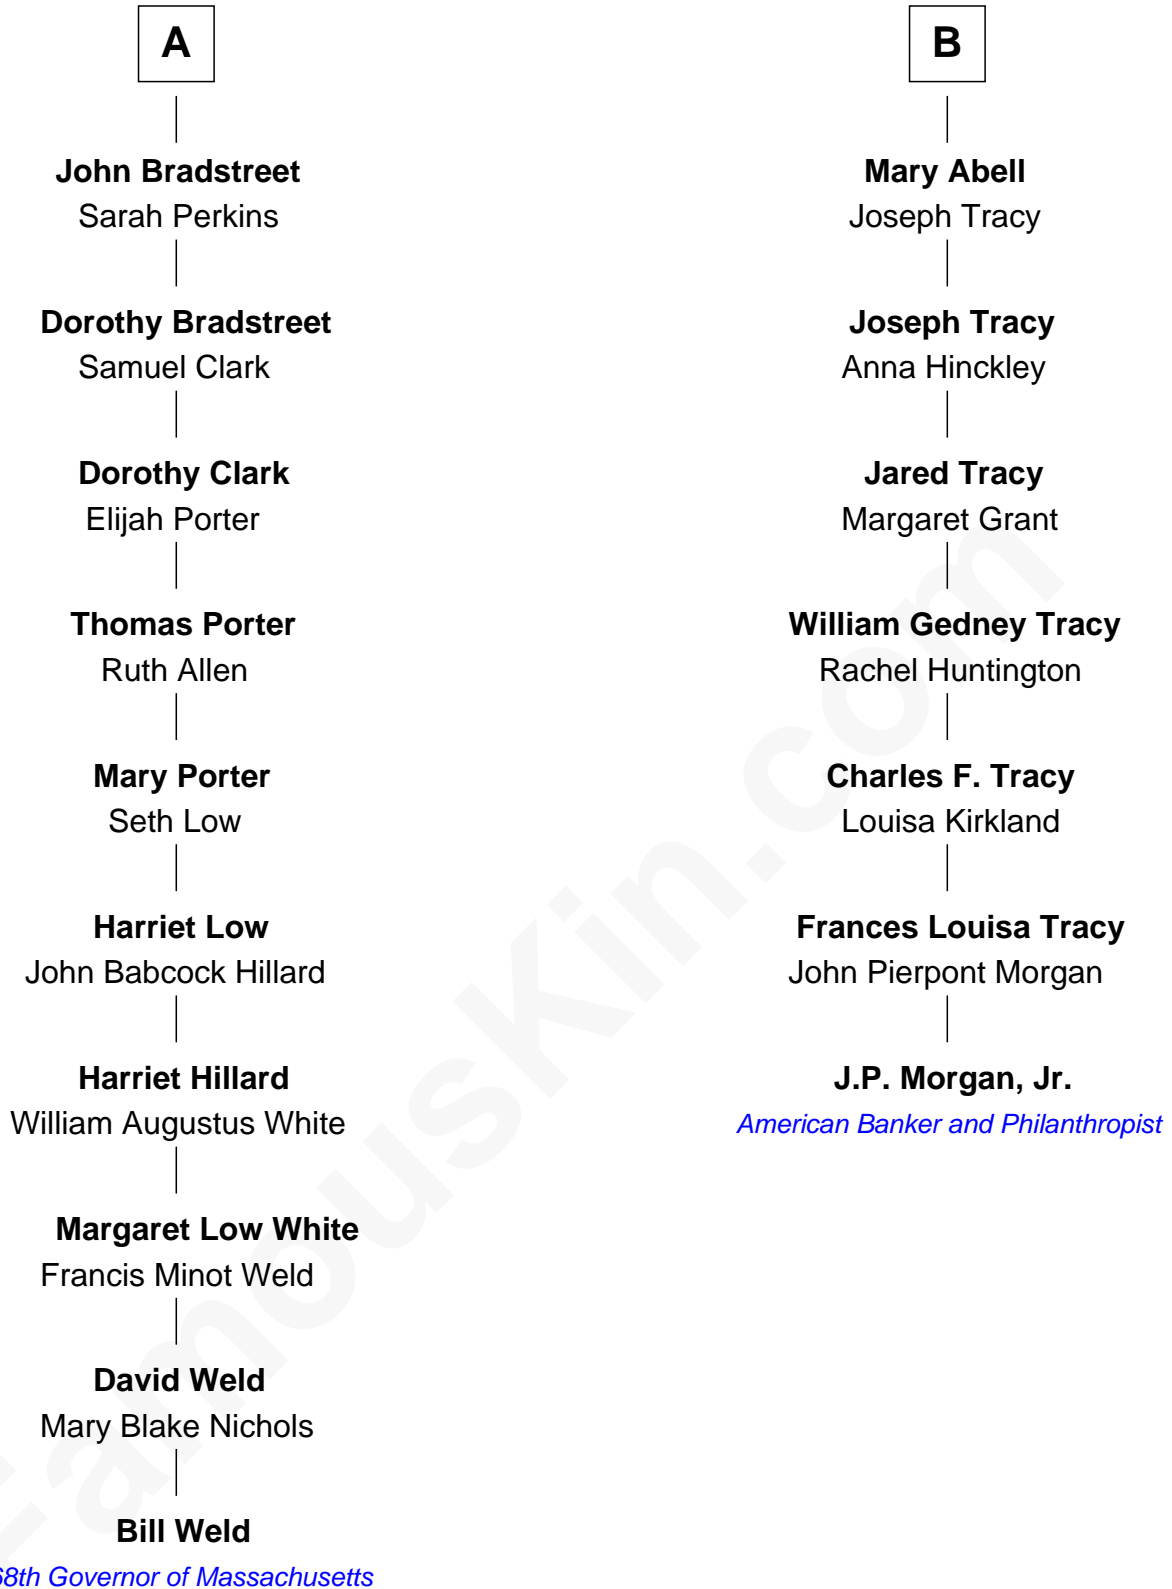 A
John Bradstreet
Sarah Perkins
Dorothy Bradstreet
Samuel Clark
Dorothy Clark
Elijah Porter
Thomas Porter
Ruth Allen
Mary Porter
Seth Low
Harriet Low
John Babcock Hillard
Harriet Hillard
William Augustus White
Margaret Low White
Francis Minot Weld
David Weld
Mary Blake Nichols
Bill Weld
68th Governor of Massachusetts
B
Mary Abell
Joseph Tracy
Joseph Tracy
Anna Hinckley
Jared Tracy
Margaret Grant
William Gedney Tracy
Rachel Huntington
Charles F. Tracy
Louisa Kirkland
Frances Louisa Tracy
John Pierpont Morgan
J.P. Morgan, Jr.
American Banker and Philanthropist
FamousKin.com